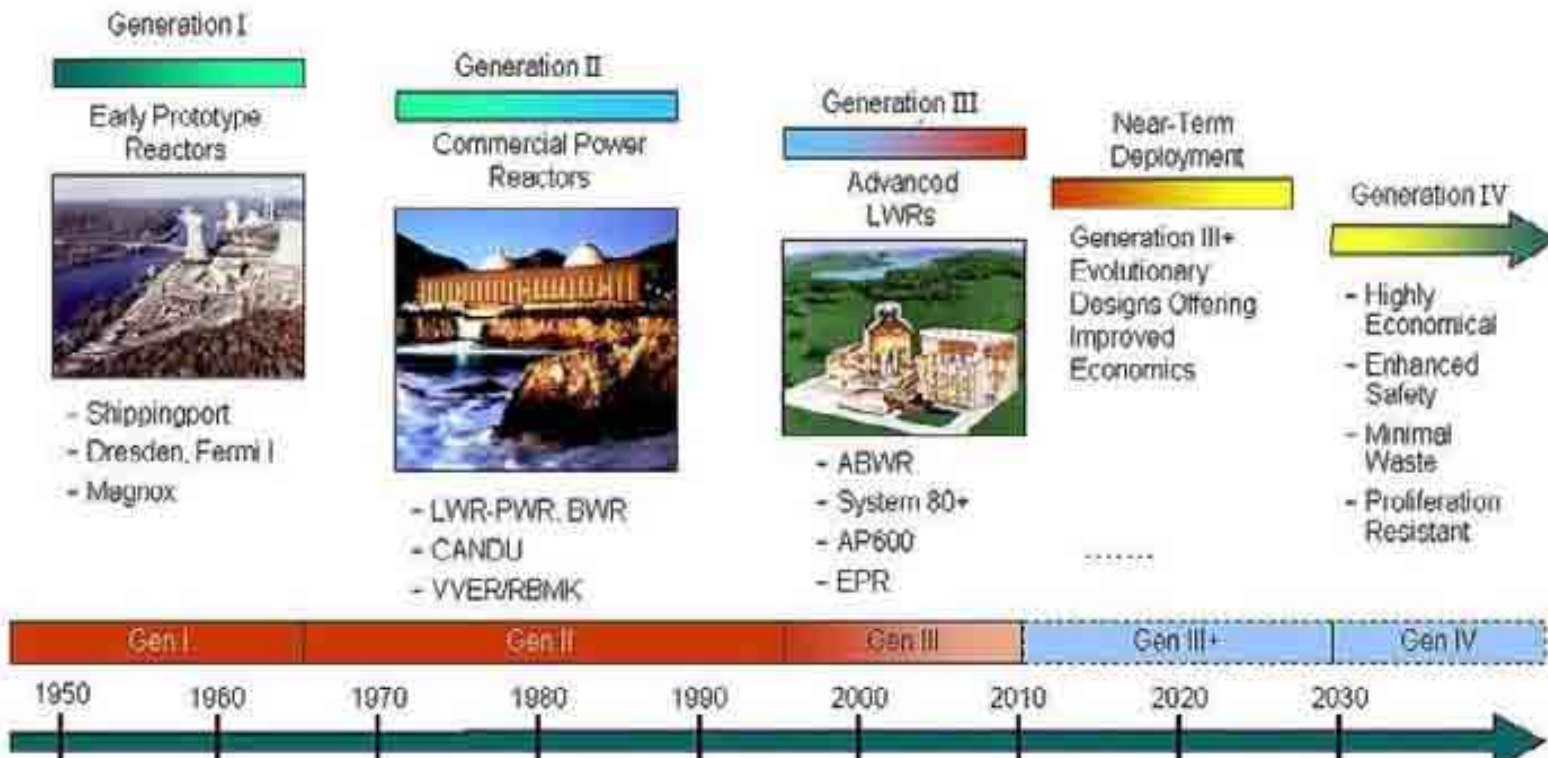 Generation I
Early Prototype
Reactors
- Shippingport
- Dresden, Fermi I
- Magnox
Generation II
Commercial Power
Reactors
- LWR-PWR, BWR
- CANDU
- VVER/RBMK
Generation III
Advanced
LWRs
- ABWR
- System 80+
- AP600
- EPR
Near-Term
Deployment
Generation III+
Evolutionary
Designs Offering
Improved
Economics
........
Generation IV
- Highly
Economical
- Enhanced
Safety
- Minimal
Waste
- Proliferation
Resistant
Gen I
Gen II
Gen III
Gen III+
Gen IV
1950
1960
1970
1980
1990
2000
2010
2020
2030